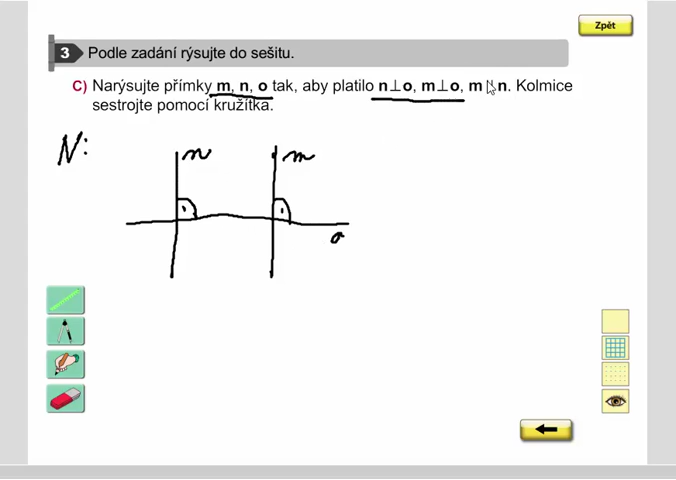 Zpět
3 Podle zadání rýsujte do sešitu.
C) Narýsujte přímky m, n, o tak, aby platilo n⊥o, m⊥o, m ∥ n. Kolmice
sestrojte pomocí kružítka.
N:
n m
o